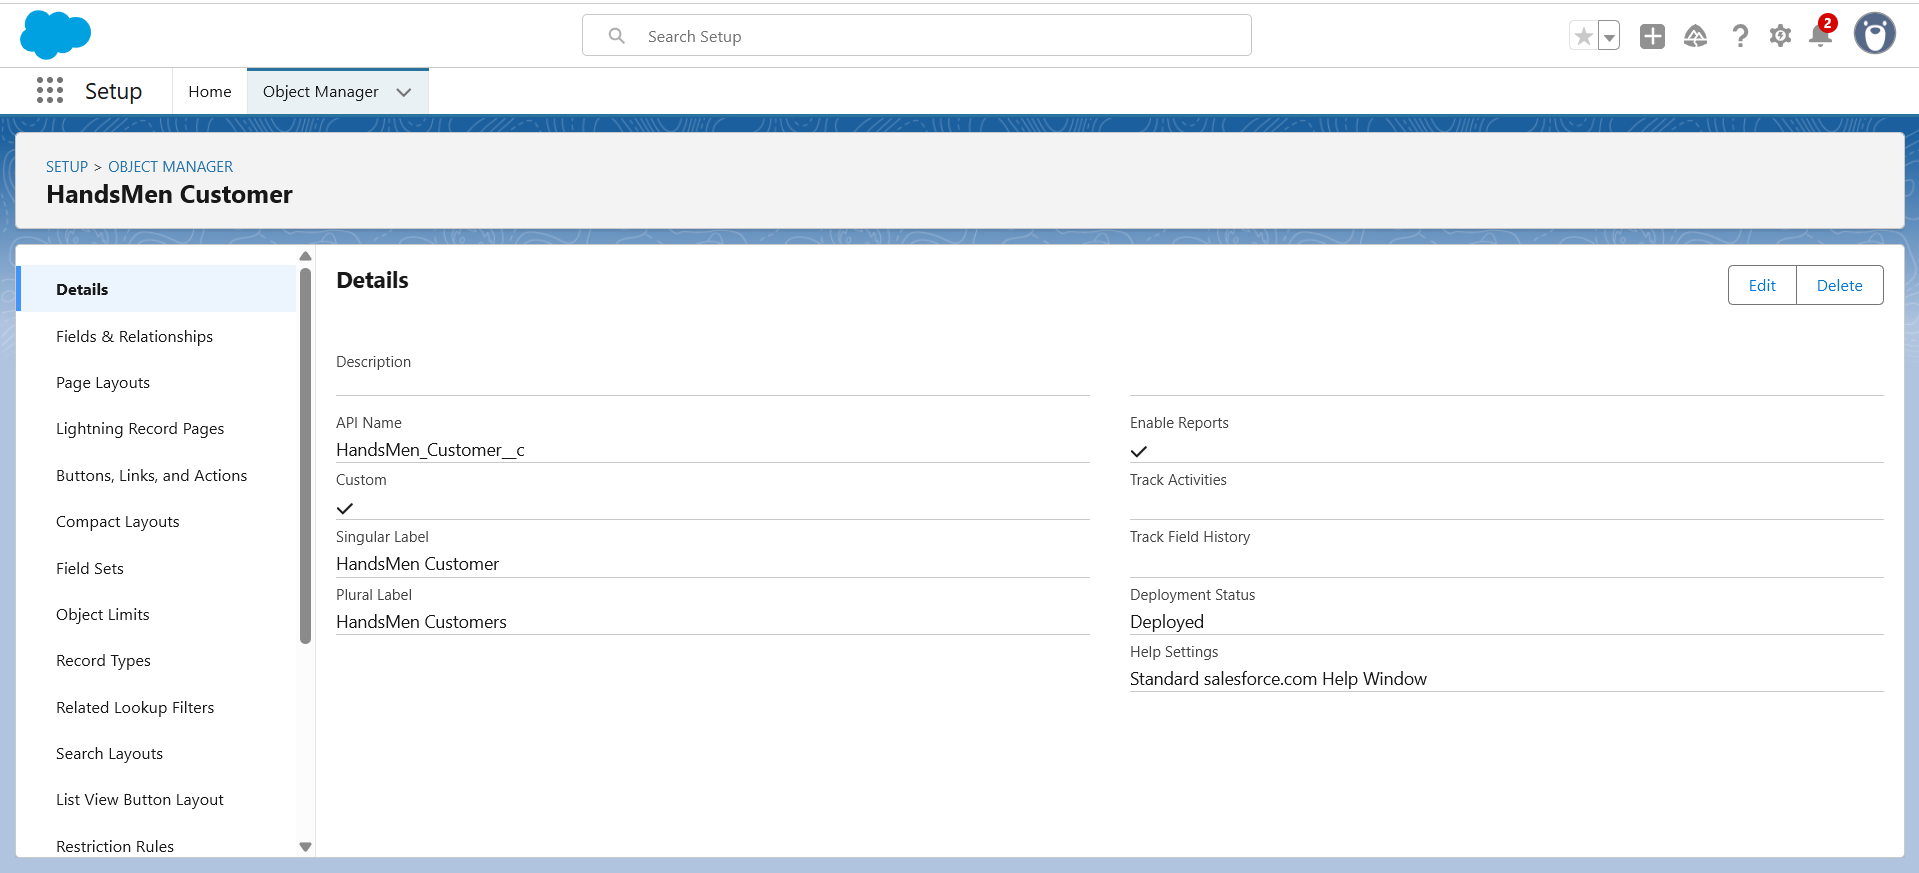 Search Setup
2
Setup
Home
Object Manager
SETUP > OBJECT MANAGER
HandsMen Customer
Details
Fields & Relationships
Page Layouts
Lightning Record Pages
Buttons, Links, and Actions
Compact Layouts
Field Sets
Object Limits
Record Types
Related Lookup Filters
Search Layouts
List View Button Layout
Restriction Rules
Details
Edit
Delete
Description
API Name
HandsMen_Customer__c
Custom
Singular Label
HandsMen Customer
Plural Label
HandsMen Customers
Enable Reports
Track Activities
Track Field History
Deployment Status
Deployed
Help Settings
Standard salesforce.com Help Window